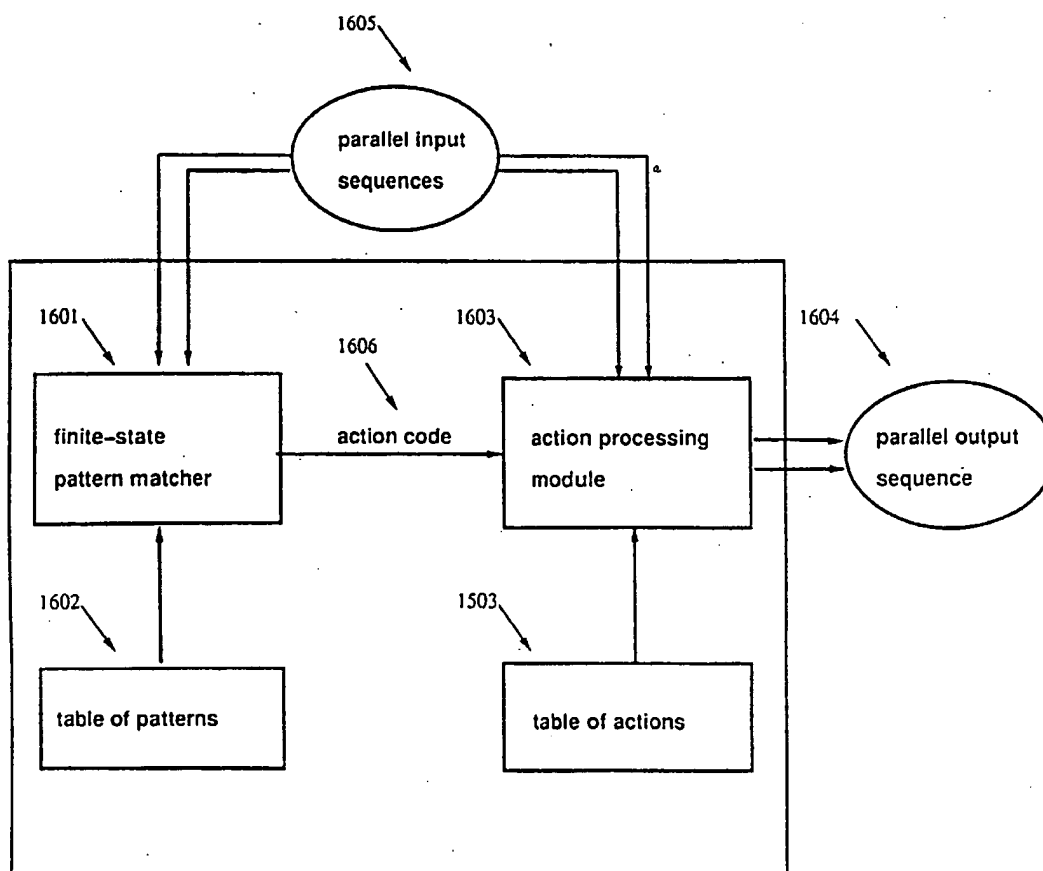 1605
parallel input
sequences
1601
1606
1603
1604
finite-state
pattern matcher
action code
action processing
module
parallel output
sequence
1602
1503
table of patterns
table of actions